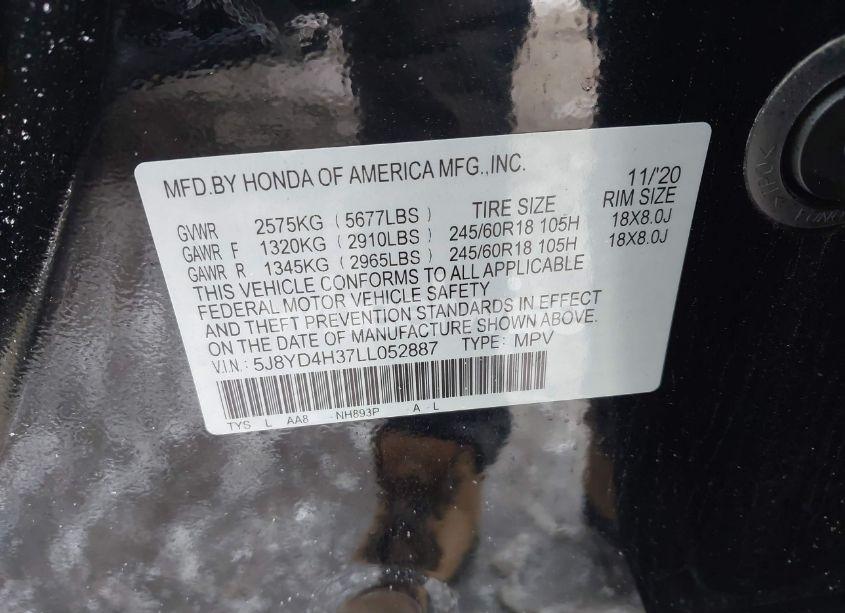 MFD.BY HONDA OF AMERICA MFG.,INC. 11/'20
GVWR 2575KG (5677LBS) TIRE SIZE RIM SIZE
GAWR F 1320KG (2910LBS) 245/60R18 105H 18X8.0J
GAWR R 1345KG (2965LBS) 245/60R18 105H 18X8.0J
THIS VEHICLE CONFORMS TO ALL APPLICABLE
FEDERAL MOTOR VEHICLE SAFETY
AND THEFT PREVENTION STANDARDS IN EFFECT
ON THE DATE OF MANUFACTURE SHOWN ABOVE.
V.I.N.: 5J8YD4H37LL052887 TYPE: MPV
TYS L AA8 -NH893P A - L